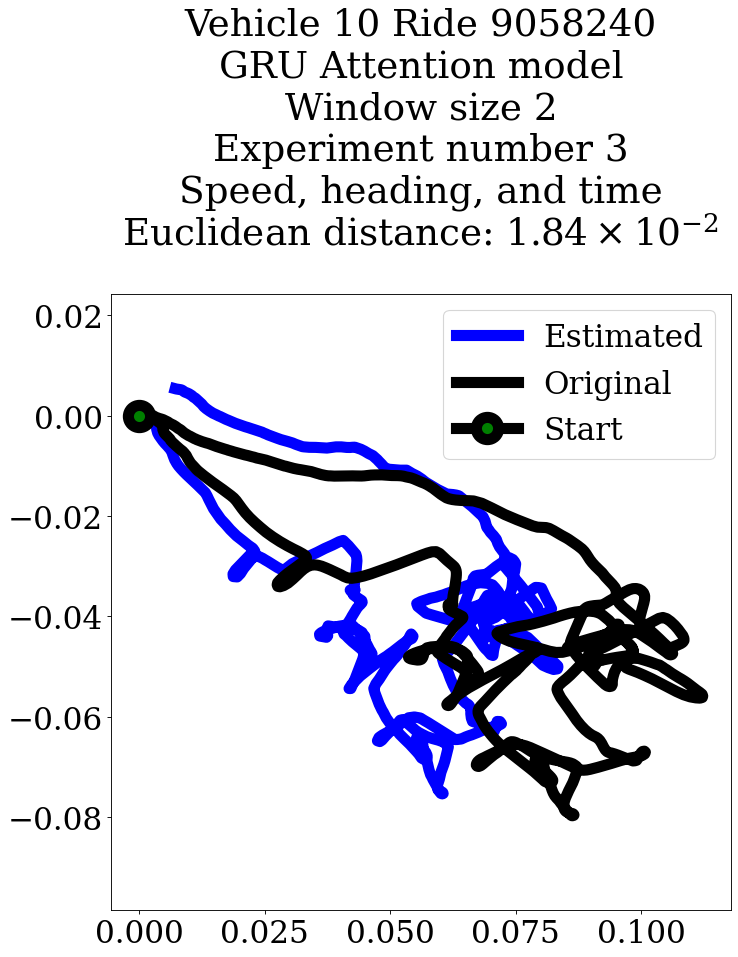 Vehicle 10 Ride 9058240
GRU Attention model
Window size 2
Experiment number 3
Speed, heading, and time
Euclidean distance: 1.84 × 10⁻²
Estimated
Original
Start
0.02
0.00
−0.02
−0.04
−0.06
−0.08
0.000 0.025 0.050 0.075 0.100